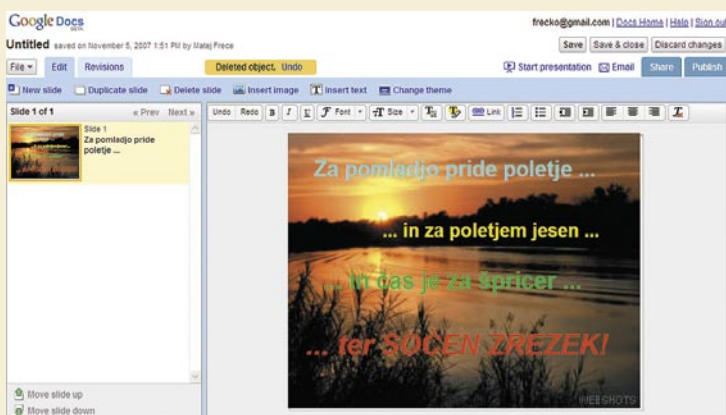 Google Docs
BETA
frecko@gmail.com | Docs Home | Help | Sign out
Untitled saved on November 5, 2007 1:51 PM by Matej Frece
Save Save & close Discard changes
File Edit Revisions
Deleted object. Undo
Start presentation Email Share Publish
New slide Duplicate slide Delete slide Insert image Insert text Change theme
Slide 1 of 1 « Prev Next »
Undo Redo B I U F Font T Size Link
Slide 1
Za pomladjo pride
poletje ...
Za pomladjo pride poletje ...
... in za poletjem jesen ...
... in čas je za špricer ...
... ter SOČEN ZREZEK!
WEBSHOTS
Move slide up
Move slide down